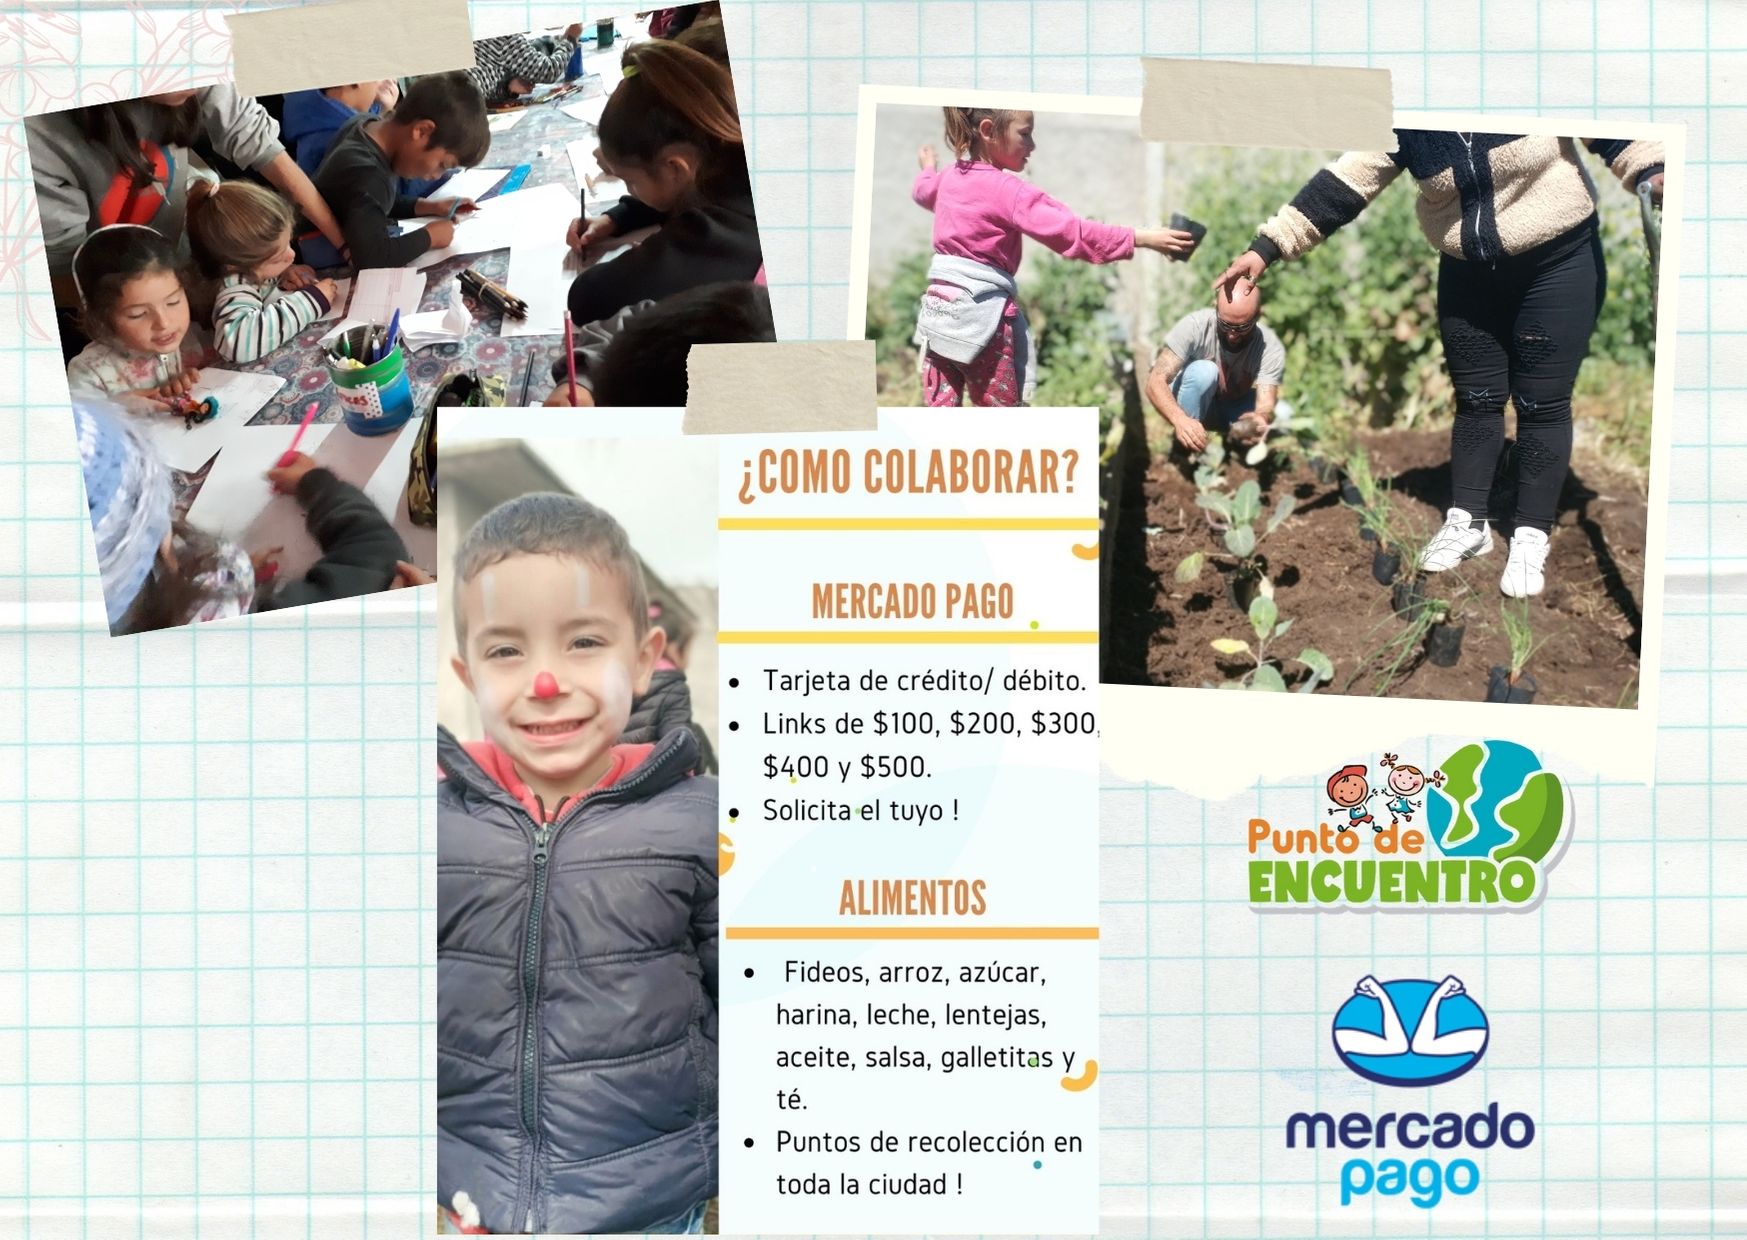 ¿COMO COLABORAR?
MERCADO PAGO
• Tarjeta de crédito/ débito.
• Links de $100, $200, $300,
$400 y $500.
• Solicita el tuyo !
ALIMENTOS
• Fideos, arroz, azúcar,
harina, leche, lentejas,
aceite, salsa, galletitas y
té.
• Puntos de recolección en
toda la ciudad !
Punto de
ENCUENTRO
mercado
pago